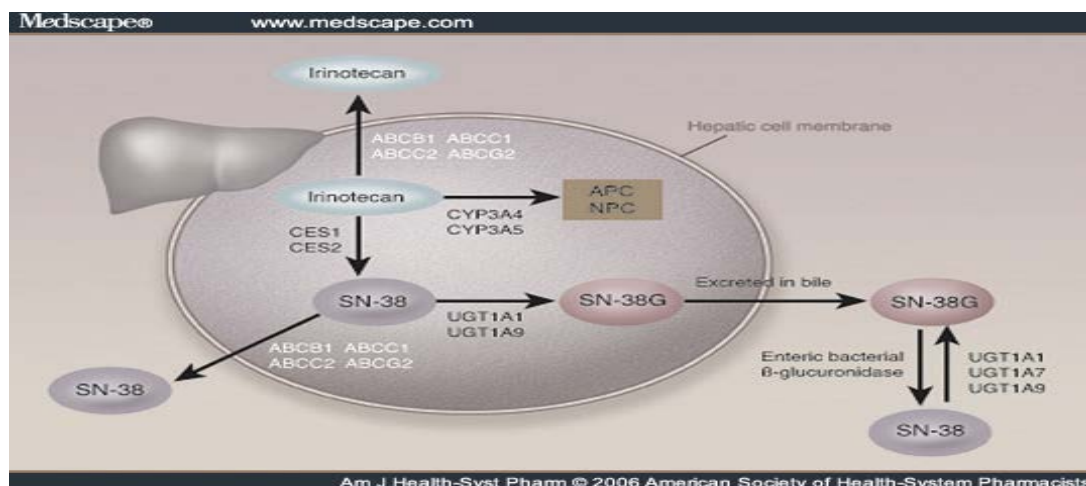 Medscape® www.medscape.com
Irinotecan
ABCB1 ABCC1
ABCC2 ABCG2
Hepatic cell membrane
Irinotecan
CYP3A4
CYP3A5
APC
NPC
CES1
CES2
SN-38
UGT1A1
UGT1A9
SN-38G
Excreted in bile
SN-38G
ABCB1 ABCC1
ABCC2 ABCG2
SN-38
Enteric bacterial
ß-glucuronidase
UGT1A1
UGT1A7
UGT1A9
SN-38
Am J Health-Syst Pharm © 2006 American Society of Health-System Pharmacists